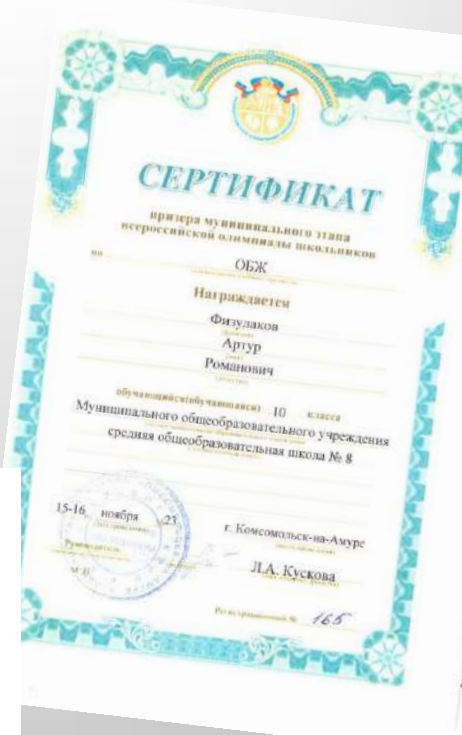 СЕРТИФИКАТ
призера муниципального этапа
всероссийской олимпиады школьников
по ОБЖ
Награждается
Физулаков
Артур
Романович
обучающийся(обучающаяся) 10 класса
Муниципального общеобразовательного учреждения
средняя общеобразовательная школа № 8
15-16 ноября 23
г. Комсомольск-на-Амуре
Руководитель
Л.А. Кускова
М.П.
Регистрационный № 165